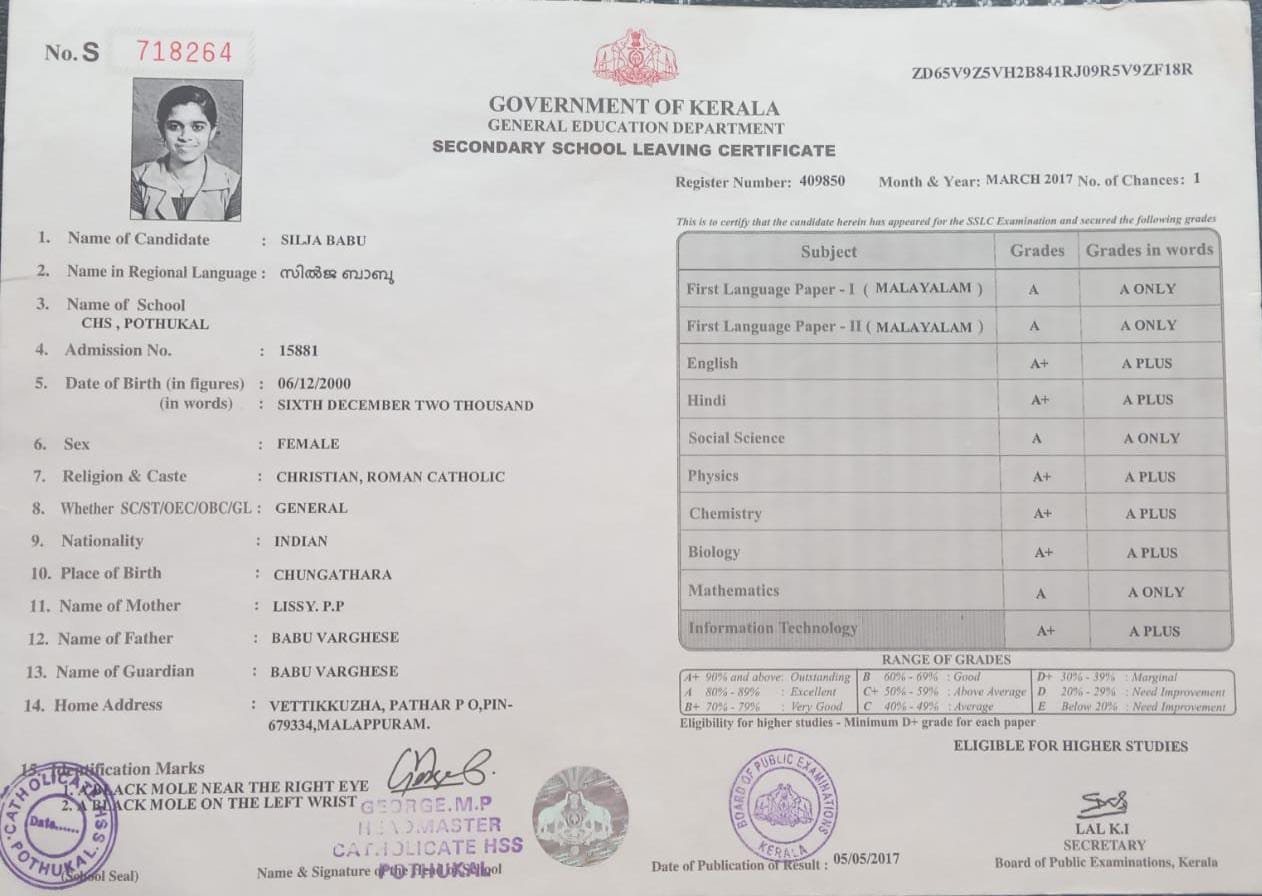 No. S 718264
ZD65V9Z5VH2B841RJ09R5V9ZF18R
GOVERNMENT OF KERALA
GENERAL EDUCATION DEPARTMENT
SECONDARY SCHOOL LEAVING CERTIFICATE
Register Number: 409850 Month & Year: MARCH 2017 No. of Chances: 1
1. Name of Candidate : SILJA BABU
2. Name in Regional Language : സിൽജ ബാബു
3. Name of School
CHS , POTHUKAL
4. Admission No. : 15881
5. Date of Birth (in figures) : 06/12/2000
(in words) : SIXTH DECEMBER TWO THOUSAND
6. Sex : FEMALE
7. Religion & Caste : CHRISTIAN, ROMAN CATHOLIC
8. Whether SC/ST/OEC/OBC/GL : GENERAL
9. Nationality : INDIAN
10. Place of Birth : CHUNGATHARA
11. Name of Mother : LISSY. P.P
12. Name of Father : BABU VARGHESE
13. Name of Guardian : BABU VARGHESE
14. Home Address : VETTIKKUZHA, PATHAR P O,PIN-
679334,MALAPPURAM.
15. Identification Marks
1. A BLACK MOLE NEAR THE RIGHT EYE
2. A BLACK MOLE ON THE LEFT WRIST
GEORGE.M.P
HEADMASTER
CATHOLICATE HSS
POTHUKAL
CATHOLICATE HSS
Date......
POTHUKAL
(School Seal)
Name & Signature of the Head of School
This is to certify that the candidate herein has appeared for the SSLC Examination and secured the following grades
Subject Grades Grades in words
First Language Paper - I ( MALAYALAM ) A A ONLY
First Language Paper - II ( MALAYALAM ) A A ONLY
English A+ A PLUS
Hindi A+ A PLUS
Social Science A A ONLY
Physics A+ A PLUS
Chemistry A+ A PLUS
Biology A+ A PLUS
Mathematics A A ONLY
Information Technology A+ A PLUS
RANGE OF GRADES
A+ 90% and above: Outstanding B 60% - 69% : Good D+ 30% - 39% : Marginal
A 80% - 89% : Excellent C+ 50% - 59% : Above Average D 20% - 29% : Need Improvement
B+ 70% - 79% : Very Good C 40% - 49% : Average E Below 20% : Need Improvement
Eligibility for higher studies - Minimum D+ grade for each paper
ELIGIBLE FOR HIGHER STUDIES
BOARD OF PUBLIC EXAMINATIONS
KERALA
Date of Publication of Result : 05/05/2017
LAL K.I
SECRETARY
Board of Public Examinations, Kerala